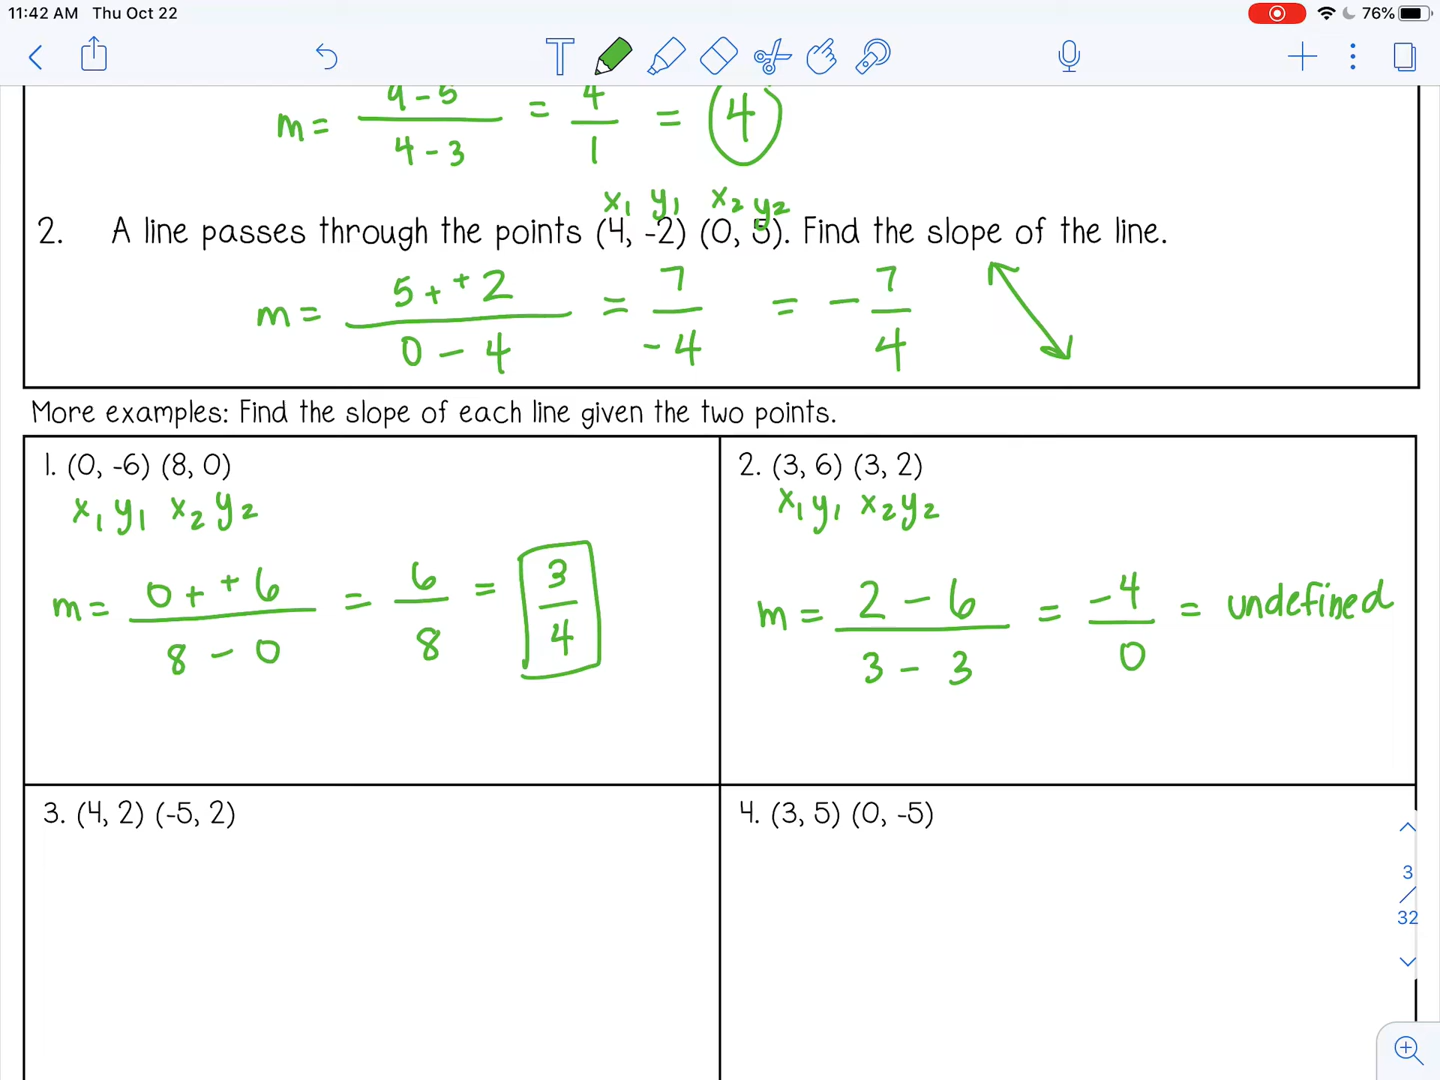 11:42 AM Thu Oct 22 76%
T
m = 9 - 5 / 4 - 3 = 4 / 1 = 4
x₁ y₁ x₂ y₂
2. A line passes through the points (4, -2) (0, 5). Find the slope of the line.
m = 5 + +2 / 0 - 4 = 7 / -4 = - 7 / 4
More examples: Find the slope of each line given the two points.
1. (0, -6) (8, 0)
x₁ y₁ x₂ y₂
m = 0 + +6 / 8 - 0 = 6 / 8 = 3 / 4
2. (3, 6) (3, 2)
x₁ y₁ x₂ y₂
m = 2 - 6 / 3 - 3 = -4 / 0 = undefined
3. (4, 2) (-5, 2)
4. (3, 5) (0, -5)
3 / 32